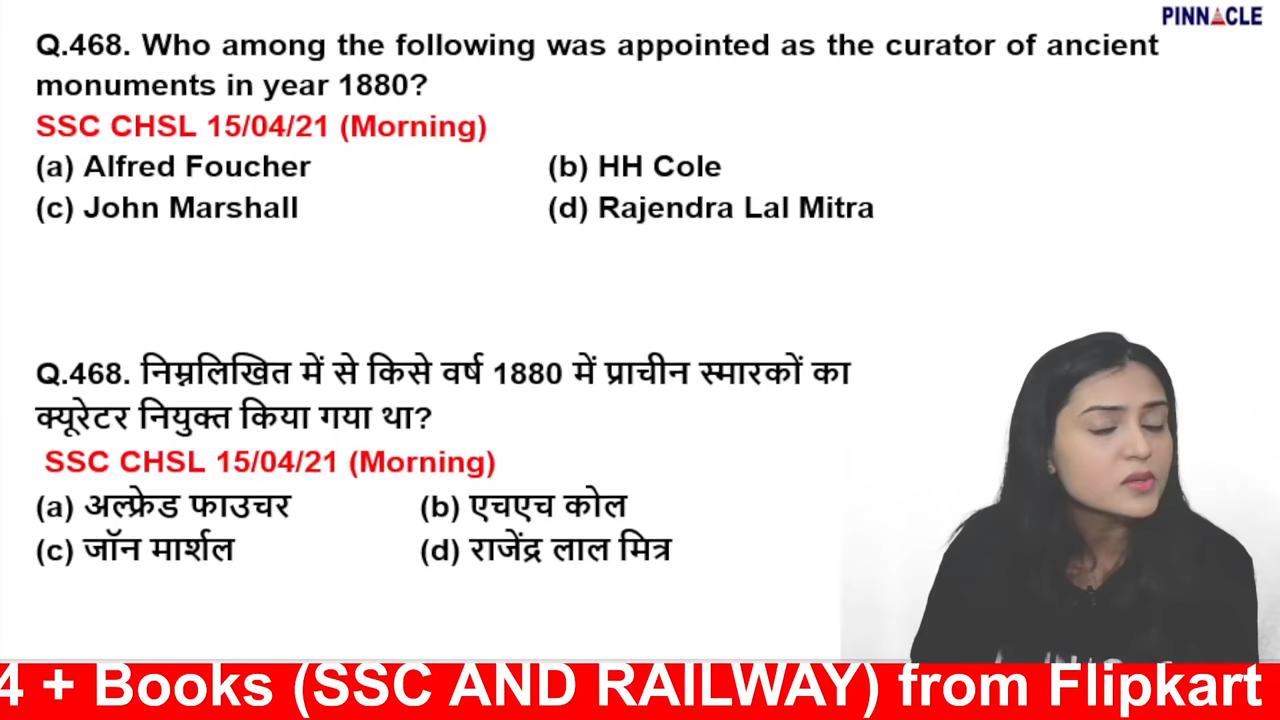 PINNACLE
Q.468. Who among the following was appointed as the curator of ancient
monuments in year 1880?
SSC CHSL 15/04/21 (Morning)
(a) Alfred Foucher (b) HH Cole
(c) John Marshall (d) Rajendra Lal Mitra
Q.468. निम्नलिखित में से किसे वर्ष 1880 में प्राचीन स्मारकों का
क्यूरेटर नियुक्त किया गया था?
SSC CHSL 15/04/21 (Morning)
(a) अल्फ्रेड फाउचर (b) एचएच कोल
(c) जॉन मार्शल (d) राजेंद्र लाल मित्र
4 + Books (SSC AND RAILWAY) from Flipkart